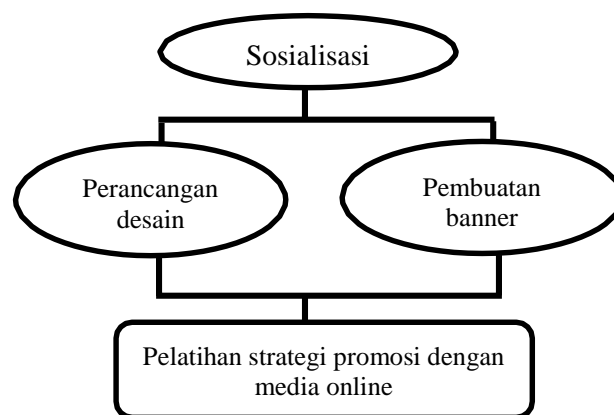 Sosialisasi
Perancangan
desain
Pembuatan
banner
Pelatihan strategi promosi dengan
media online